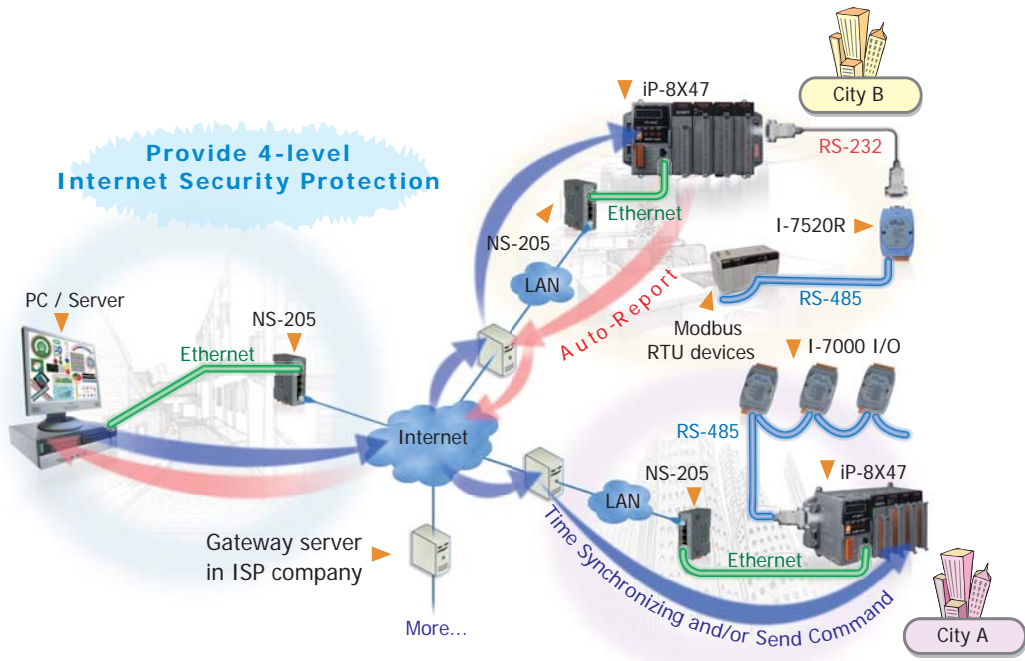 iP-8X47
City B
Provide 4-level
Internet Security Protection
RS-232
Ethernet
NS-205
I-7520R
LAN
RS-485
Auto-Report
Modbus
RTU devices
PC / Server
NS-205
Ethernet
I-7000 I/O
Internet
RS-485
NS-205
iP-8X47
LAN
Gateway server
in ISP company
Ethernet
Time Synchronizing and/or Send Command
More...
City A